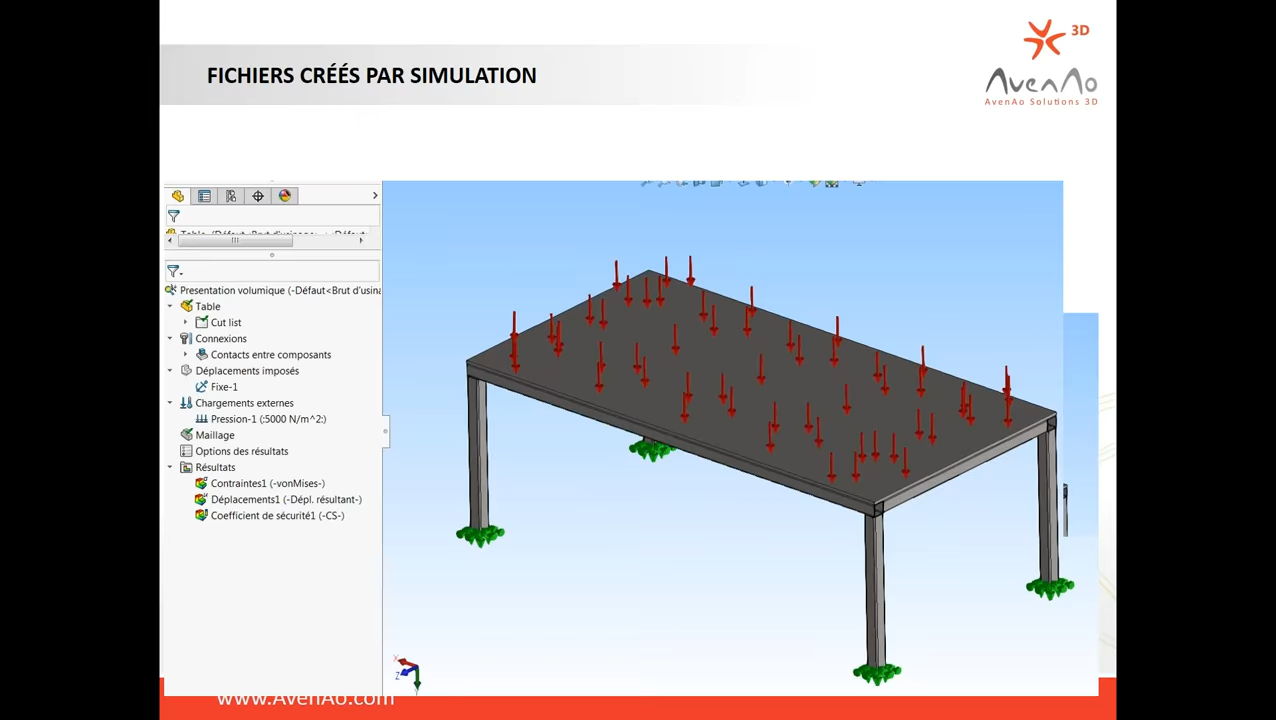 FICHIERS CRÉÉS PAR SIMULATION
3D
AvenAo
AvenAo Solutions 3D
Presentation volumique (-Défaut<Brut d'usina
Table
Cut list
Connexions
Contacts entre composants
Déplacements imposés
Fixe-1
Chargements externes
Pression-1 (:5000 N/m^2:)
Maillage
Options des résultats
Résultats
Contraintes1 (-vonMises-)
Déplacements1 (-Dépl. résultant-)
Coefficient de sécurité1 (-CS-)
X
Z
www.AvenAo.com